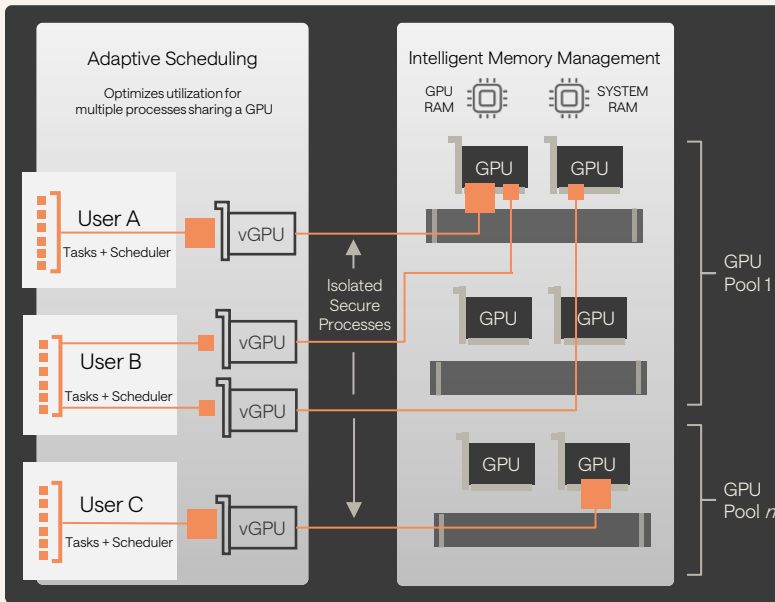 Adaptive Scheduling
Optimizes utilization for
multiple processes sharing a GPU
User A
Tasks + Scheduler
vGPU
User B
Tasks + Scheduler
vGPU
vGPU
User C
Tasks + Scheduler
vGPU
Isolated
Secure
Processes
Intelligent Memory Management
GPU
RAM
SYSTEM
RAM
GPU
GPU
GPU
GPU
GPU
GPU
GPU
Pool 1
GPU
Pool n